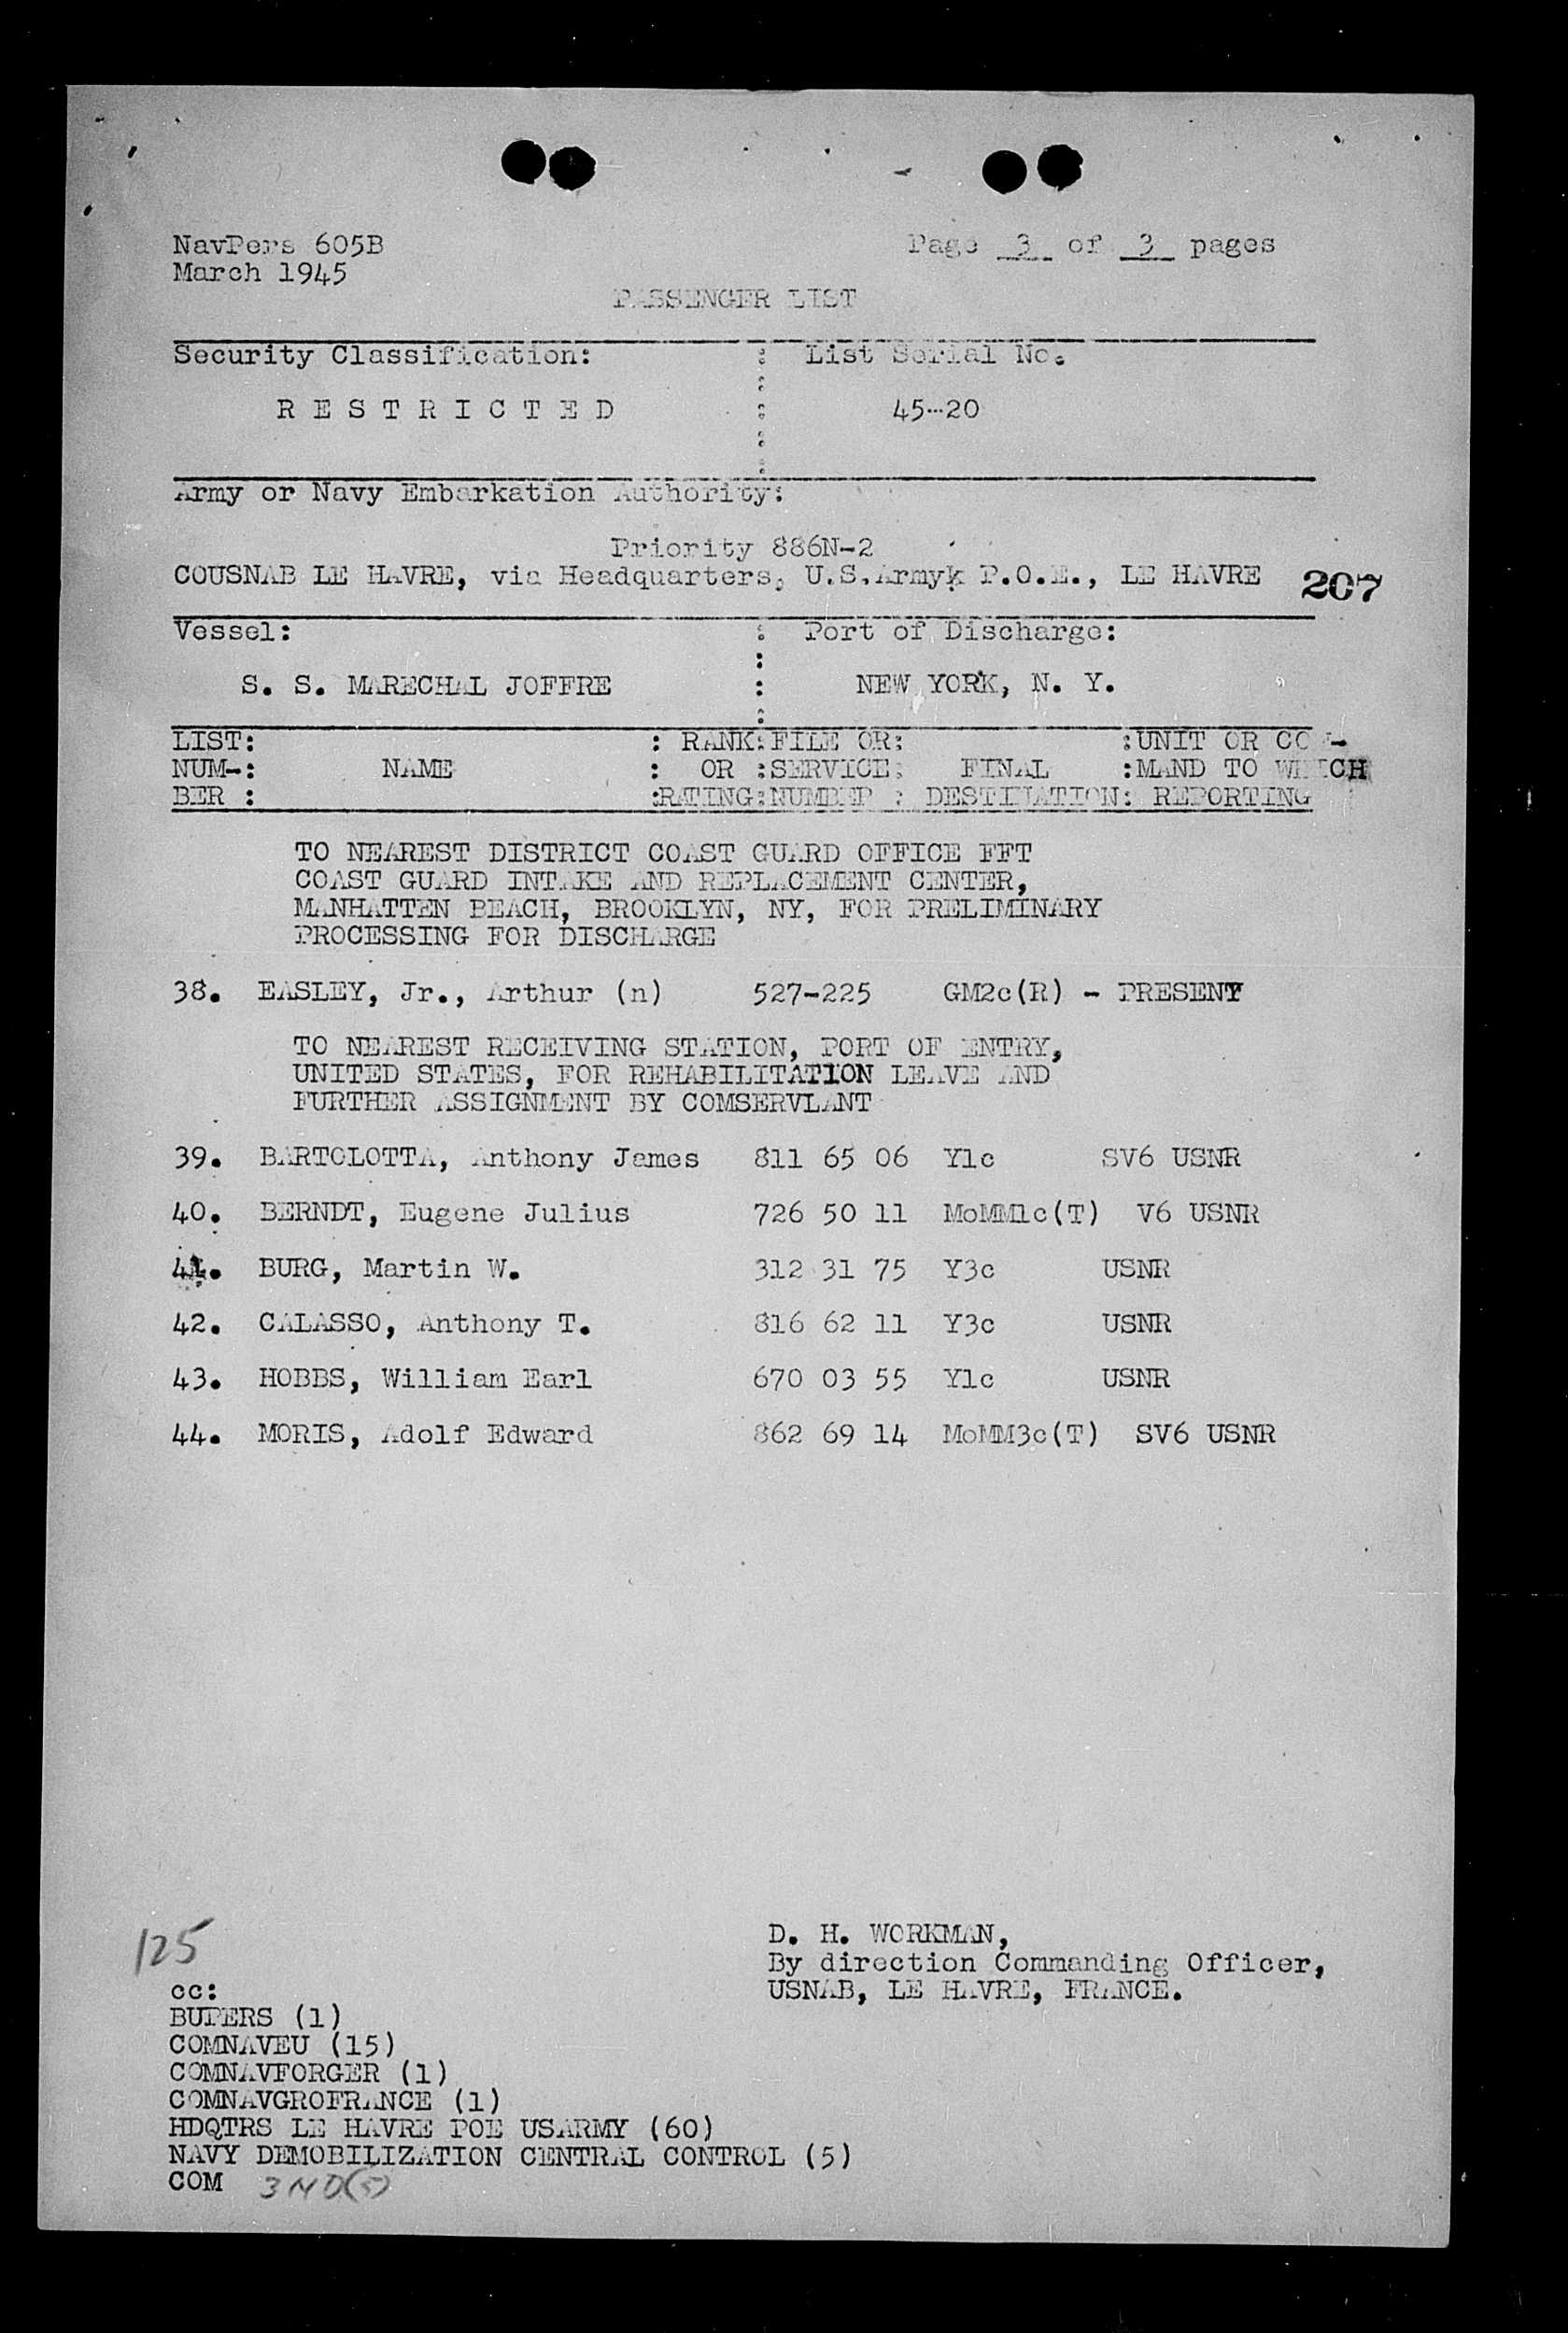 NavPers 605B Page 3 of 3 pages
March 1945
PASSENGER LIST
Security Classification: : List Serial No.
R E S T R I C T E D : 45-20
Army or Navy Embarkation Authority:
Priority 886N-2
COUSNAB LE HAVRE, via Headquarters, U.S.Armyk P.O.E., LE HAVRE 207
Vessel: : Port of Discharge:
S. S. MARECHAL JOFFRE : NEW YORK, N. Y.
LIST: : RANK:FILE OR: :UNIT OR COM-
NUM-: NAME : OR :SERVICE: FINAL :MAND TO WHICH
BER : :RATING:NUMBER : DESTINATION: REPORTING
TO NEAREST DISTRICT COAST GUARD OFFICE FFT
COAST GUARD INTAKE AND REPLACEMENT CENTER,
MANHATTEN BEACH, BROOKLYN, NY, FOR PRELIMINARY
PROCESSING FOR DISCHARGE
38. EASLEY, Jr., Arthur (n) 527-225 GM2c(R) - PRESENT
TO NEAREST RECEIVING STATION, PORT OF ENTRY,
UNITED STATES, FOR REHABILITATION LEAVE AND
FURTHER ASSIGNMENT BY COMSERVLANT
39. BARTOLOTTA, Anthony James 811 65 06 Y1c SV6 USNR
40. BERNDT, Eugene Julius 726 50 11 MoMM1c(T) V6 USNR
41. BURG, Martin W. 312 31 75 Y3c USNR
42. CALASSO, Anthony T. 816 62 11 Y3c USNR
43. HOBBS, William Earl 670 03 55 Y1c USNR
44. MORIS, Adolf Edward 862 69 14 MoMM3c(T) SV6 USNR
125
D. H. WORKMAN,
By direction Commanding Officer,
USNAB, LE HAVRE, FRANCE.
cc:
BUPERS (1)
COMNAVEU (15)
COMNAVFORGER (1)
COMNAVGROFRANCE (1)
HDQTRS LE HAVRE POE USARMY (60)
NAVY DEMOBILIZATION CENTRAL CONTROL (5)
COM 3ND(5)